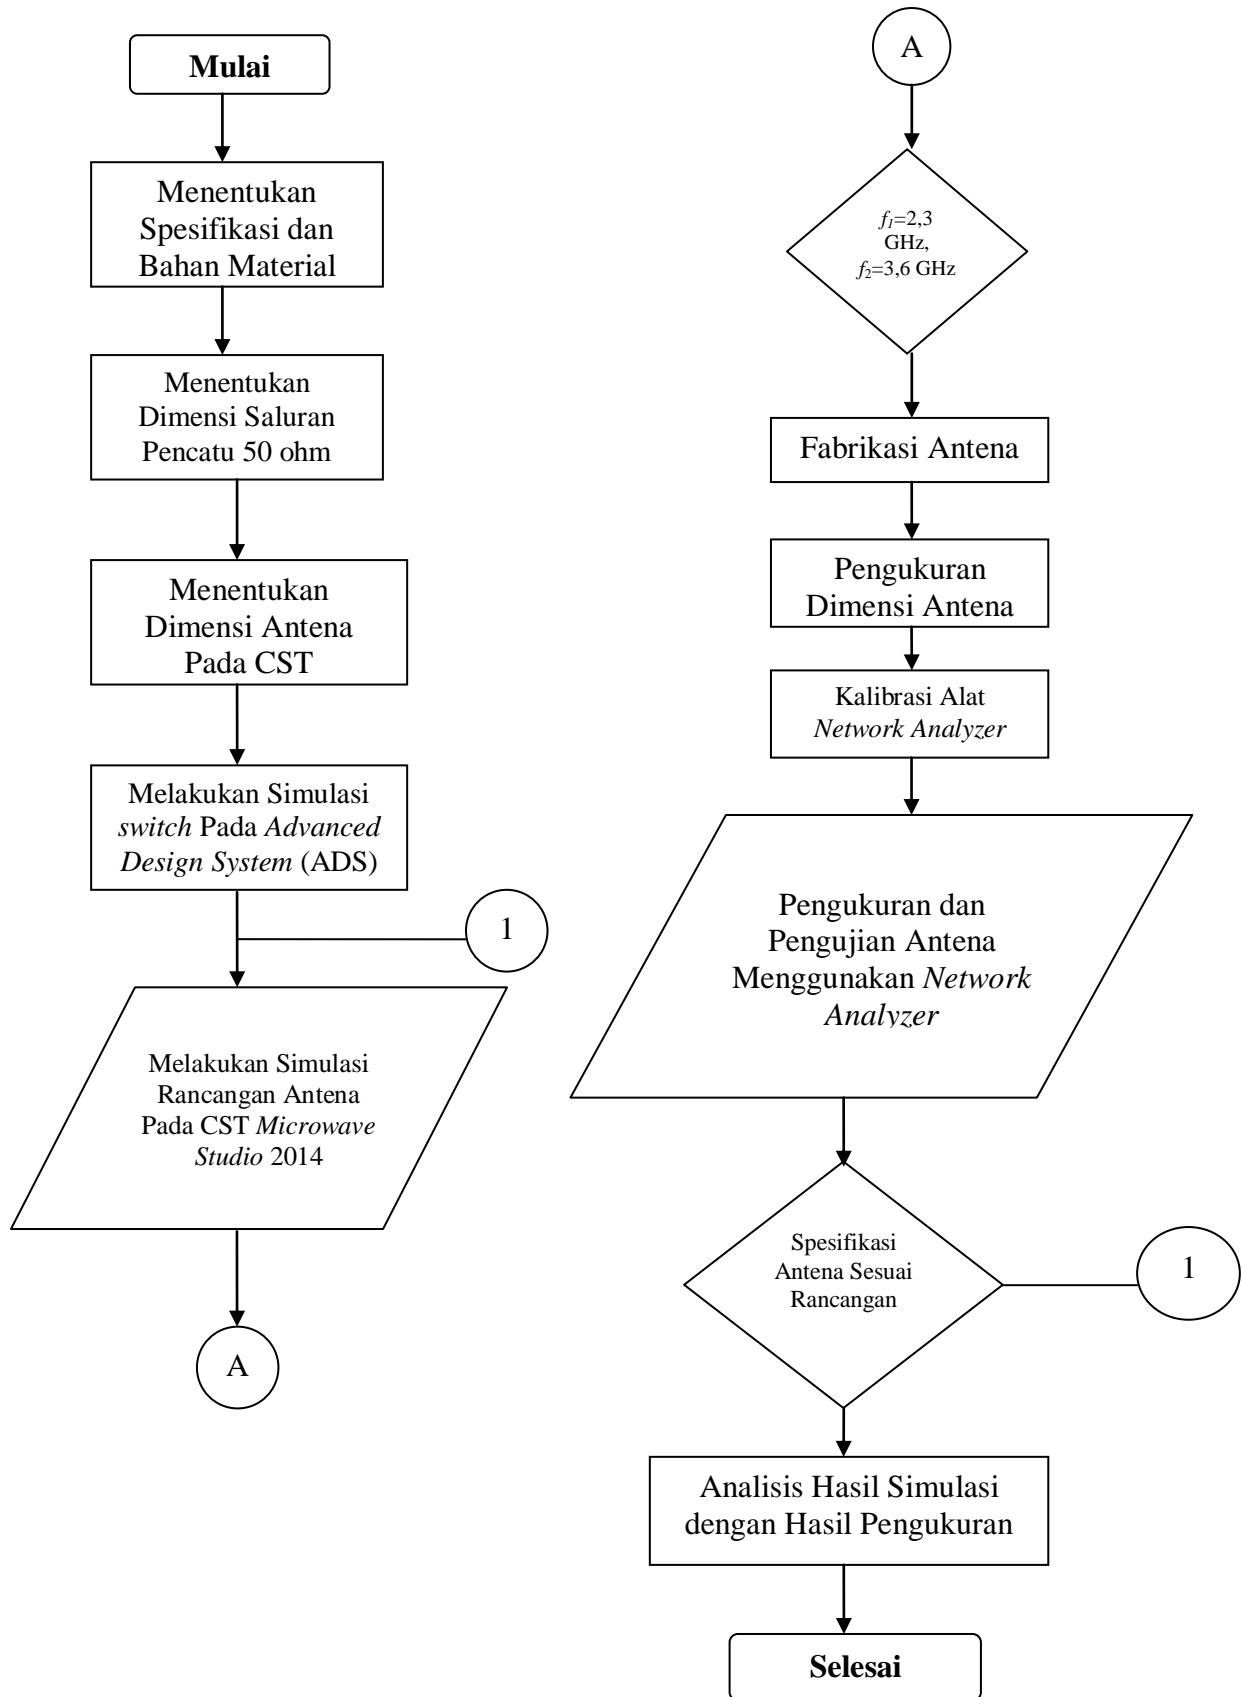 Mulai
Menentukan
Spesifikasi dan
Bahan Material
Menentukan
Dimensi Saluran
Pencatu 50 ohm
Menentukan
Dimensi Antena
Pada CST
Melakukan Simulasi
switch Pada Advanced
Design System (ADS)
1
Melakukan Simulasi
Rancangan Antena
Pada CST Microwave
Studio 2014
A
A
f1=2,3
GHz,
f2=3,6 GHz
Fabrikasi Antena
Pengukuran
Dimensi Antena
Kalibrasi Alat
Network Analyzer
Pengukuran dan
Pengujian Antena
Menggunakan Network
Analyzer
Spesifikasi
Antena Sesuai
Rancangan
1
Analisis Hasil Simulasi
dengan Hasil Pengukuran
Selesai